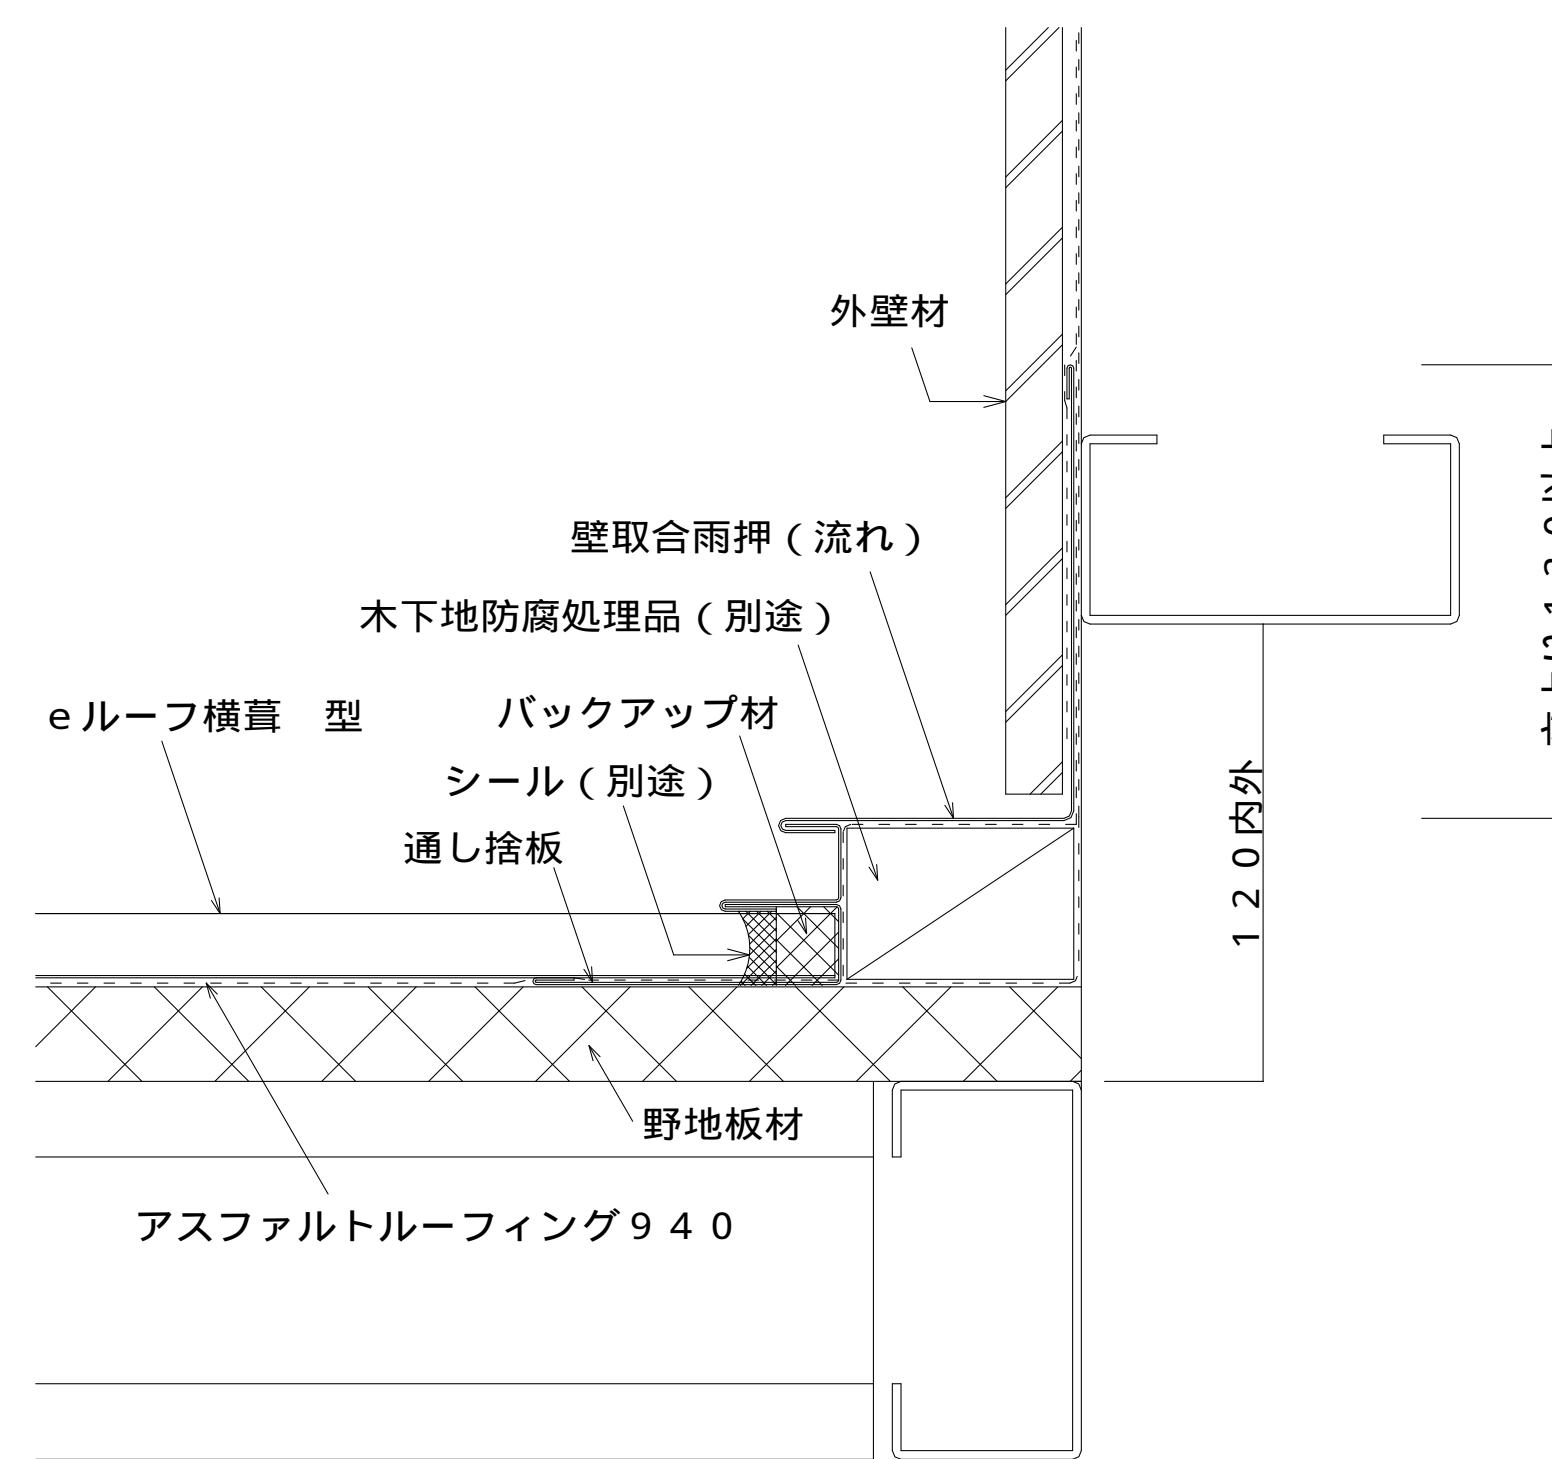 外壁材
壁取合雨押（流れ）
木下地防腐処理品（別途）
eルーフ横葺　型
バックアップ材
シール（別途）
通し捨板
１２０内外
野地板材
アスファルトルーフィング９４０